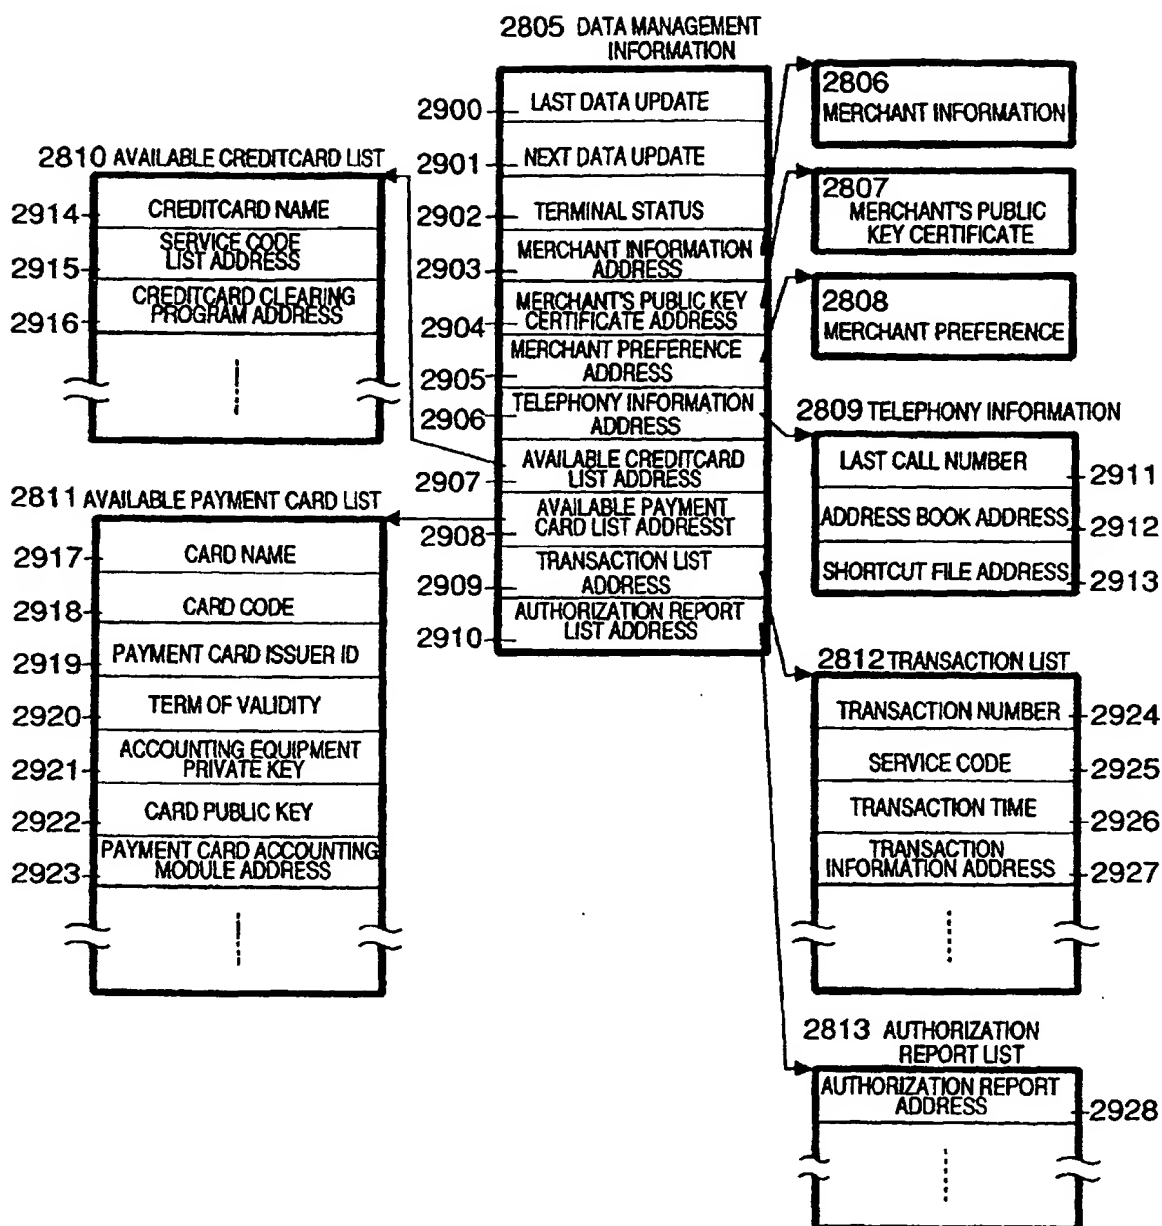 2805 DATA MANAGEMENT
INFORMATION
2900
LAST DATA UPDATE
2901
NEXT DATA UPDATE
2902
TERMINAL STATUS
2903
MERCHANT INFORMATION
ADDRESS
2904
MERCHANT'S PUBLIC KEY
CERTIFICATE ADDRESS
2905
MERCHANT PREFERENCE
ADDRESS
2906
TELEPHONY INFORMATION
ADDRESS
2907
AVAILABLE CREDITCARD
LIST ADDRESS
2908
AVAILABLE PAYMENT
CARD LIST ADDRESST
2909
TRANSACTION LIST
ADDRESS
2910
AUTHORIZATION REPORT
LIST ADDRESS
2810 AVAILABLE CREDITCARD LIST
2914
CREDITCARD NAME
2915
SERVICE CODE
LIST ADDRESS
2916
CREDITCARD CLEARING
PROGRAM ADDRESS
2811 AVAILABLE PAYMENT CARD LIST
2917
CARD NAME
2918
CARD CODE
2919
PAYMENT CARD ISSUER ID
2920
TERM OF VALIDITY
2921
ACCOUNTING EQUIPMENT
PRIVATE KEY
2922
CARD PUBLIC KEY
2923
PAYMENT CARD ACCOUNTING
MODULE ADDRESS
2806
MERCHANT INFORMATION
2807
MERCHANT'S PUBLIC
KEY CERTIFICATE
2808
MERCHANT PREFERENCE
2809 TELEPHONY INFORMATION
LAST CALL NUMBER
2911
ADDRESS BOOK ADDRESS
2912
SHORTCUT FILE ADDRESS
2913
2812 TRANSACTION LIST
TRANSACTION NUMBER
2924
SERVICE CODE
2925
TRANSACTION TIME
2926
TRANSACTION
INFORMATION ADDRESS
2927
2813 AUTHORIZATION
REPORT LIST
AUTHORIZATION REPORT
ADDRESS
2928